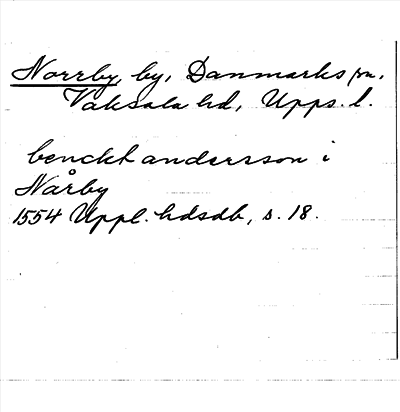 Norrby, by, Danmarks sn,
Vaksala hd, Upps. l.
benckt andersson i
Nårby
1554 Uppl. hdsdb, s. 18.